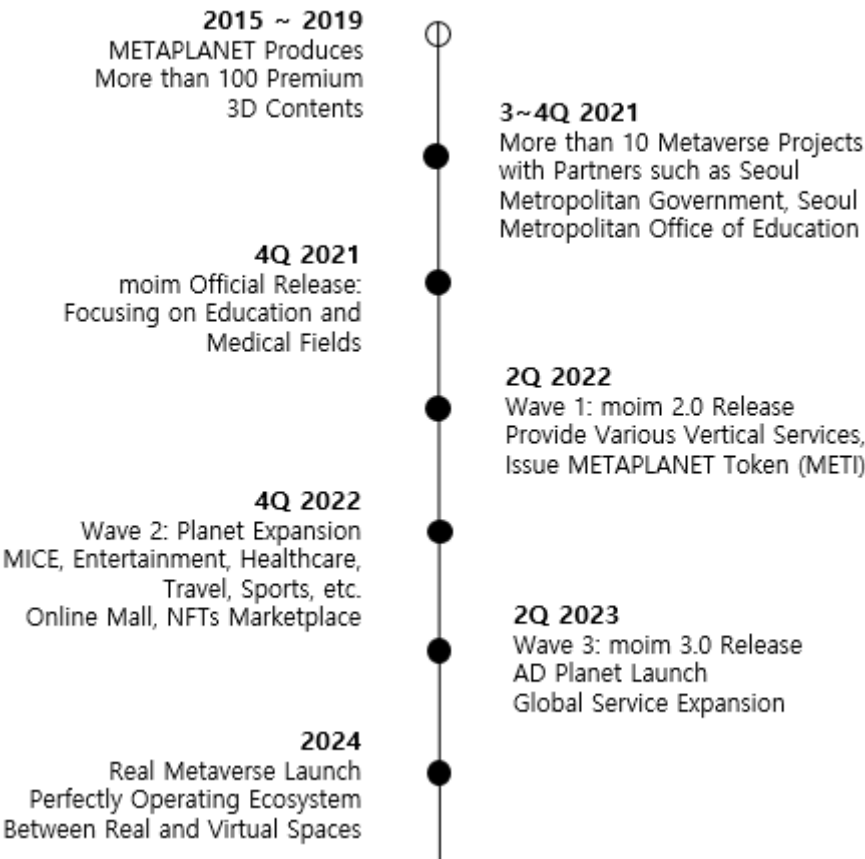 2015 ~ 2019
METAPLANET Produces
More than 100 Premium
3D Contents
3~4Q 2021
More than 10 Metaverse Projects
with Partners such as Seoul
Metropolitan Government, Seoul
Metropolitan Office of Education
4Q 2021
moim Official Release:
Focusing on Education and
Medical Fields
2Q 2022
Wave 1: moim 2.0 Release
Provide Various Vertical Services,
Issue METAPLANET Token (METI)
4Q 2022
Wave 2: Planet Expansion
MICE, Entertainment, Healthcare,
Travel, Sports, etc.
Online Mall, NFTs Marketplace
2Q 2023
Wave 3: moim 3.0 Release
AD Planet Launch
Global Service Expansion
2024
Real Metaverse Launch
Perfectly Operating Ecosystem
Between Real and Virtual Spaces